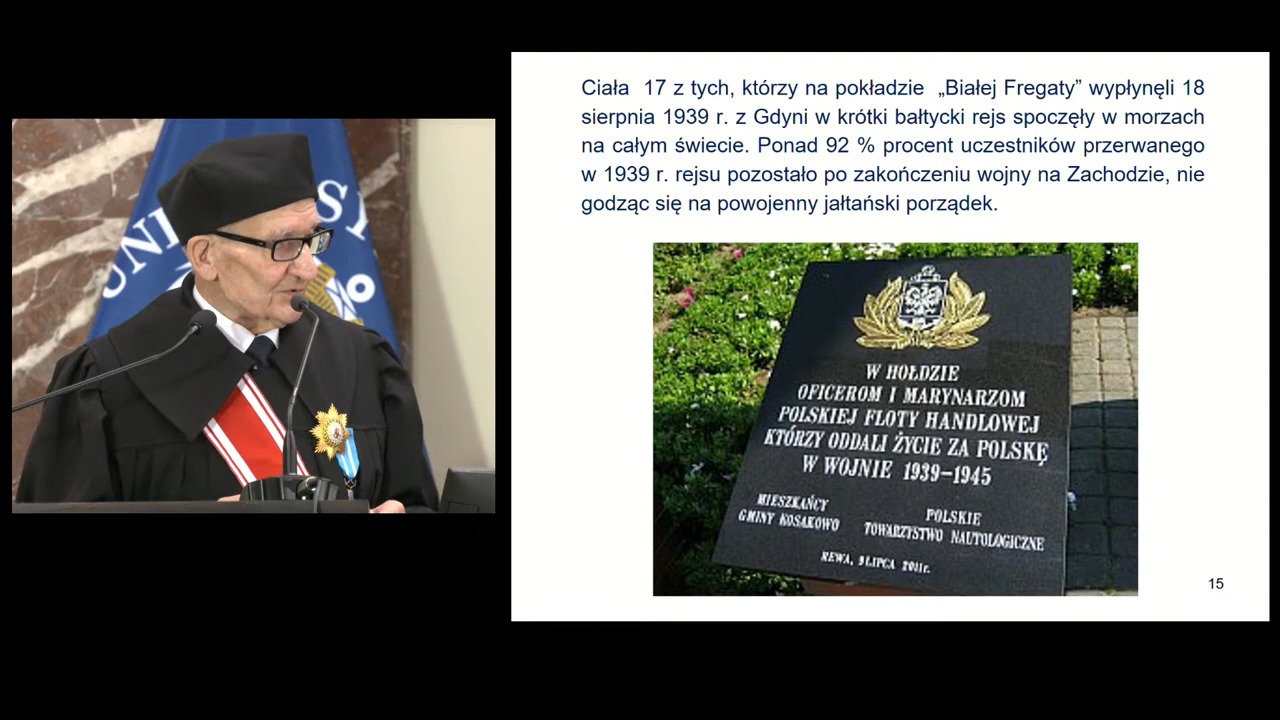 Ciała 17 z tych, którzy na pokładzie „Białej Fregaty” wypłynęli 18
sierpnia 1939 r. z Gdyni w krótki bałtycki rejs spoczęły w morzach
na całym świecie. Ponad 92 % procent uczestników przerwanego
w 1939 r. rejsu pozostało po zakończeniu wojny na Zachodzie, nie
godząc się na powojenny jałtański porządek.
W HOŁDZIE
OFICEROM I MARYNARZOM
POLSKIEJ FLOTY HANDLOWEJ
KTÓRZY ODDALI ŻYCIE ZA POLSKĘ
W WOJNIE 1939-1945
MIESZKAŃCY
GMINY KOSAKOWO
POLSKIE
TOWARZYSTWO NAUTOLOGICZNE
REWA, 9 LIPCA 2011r.
15